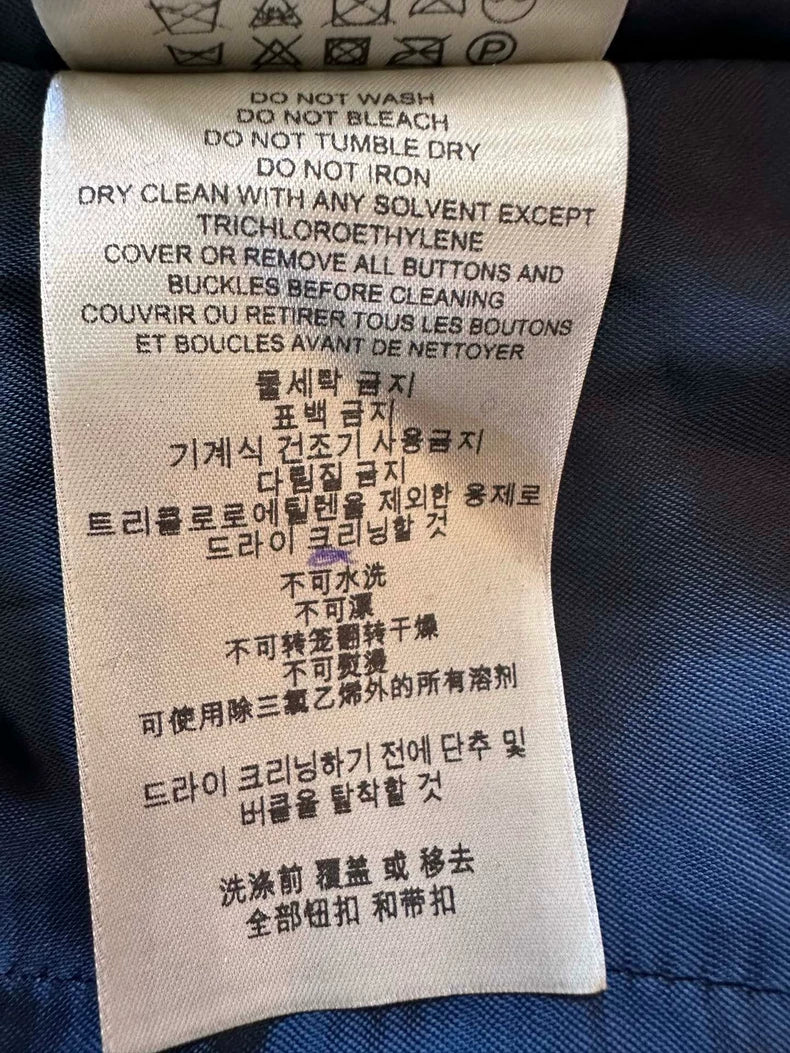 P
DO NOT WASH
DO NOT BLEACH
DO NOT TUMBLE DRY
DO NOT IRON
DRY CLEAN WITH ANY SOLVENT EXCEPT
TRICHLOROETHYLENE
COVER OR REMOVE ALL BUTTONS AND
BUCKLES BEFORE CLEANING
COUVRIR OU RETIRER TOUS LES BOUTONS
ET BOUCLES AVANT DE NETTOYER
물세탁 금지
표백 금지
기계식 건조기 사용금지
다림질 금지
트리클로로에틸렌을 제외한 용제로
드라이 크리닝할 것
不可水洗
不可漂
不可转笼翻转干燥
不可熨烫
可使用除三氯乙烯外的所有溶剂
드라이 크리닝하기 전에 단추 및
버클을 탈착할 것
洗涤前 覆盖 或 移去
全部钮扣 和带扣